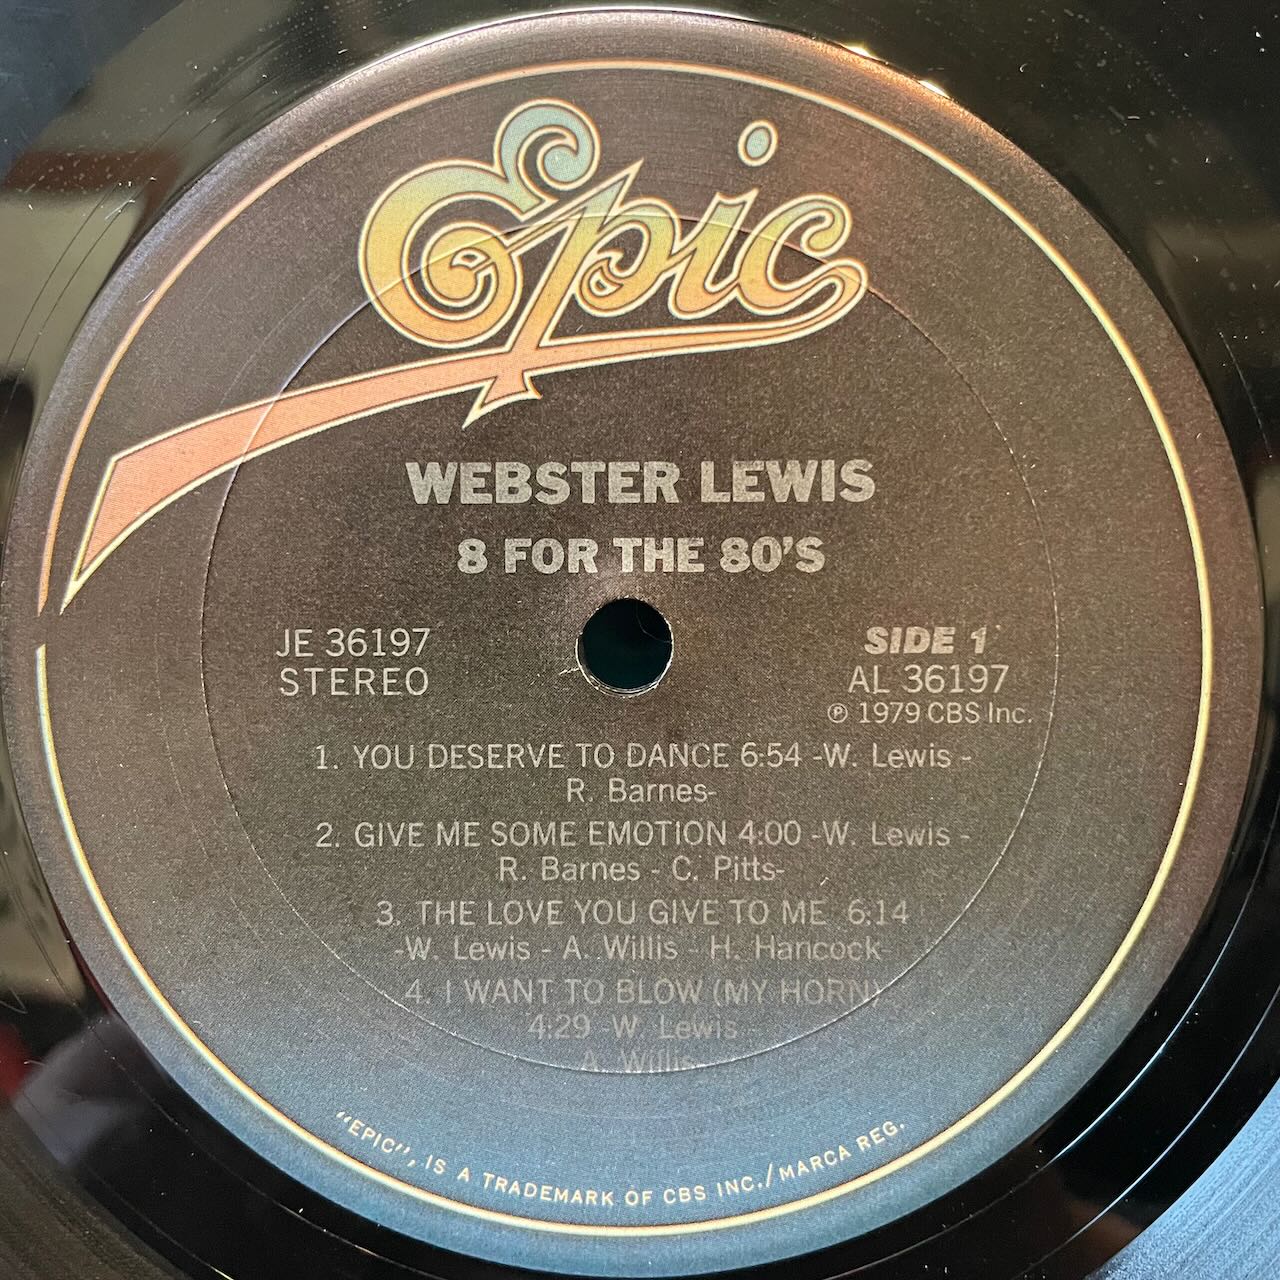 Epic
WEBSTER LEWIS
8 FOR THE 80'S
JE 36197
STEREO
SIDE 1
AL 36197
℗ 1979 CBS Inc.
1. YOU DESERVE TO DANCE 6:54 -W. Lewis -
R. Barnes-
2. GIVE ME SOME EMOTION 4:00 -W. Lewis -
R. Barnes - C. Pitts-
3. THE LOVE YOU GIVE TO ME 6:14
-W. Lewis - A. Willis - H. Hancock-
4. I WANT TO BLOW (MY HORN)
4:29 W. Lewis -
A. Willis
"EPIC", IS A TRADEMARK OF CBS INC./MARCA REG.